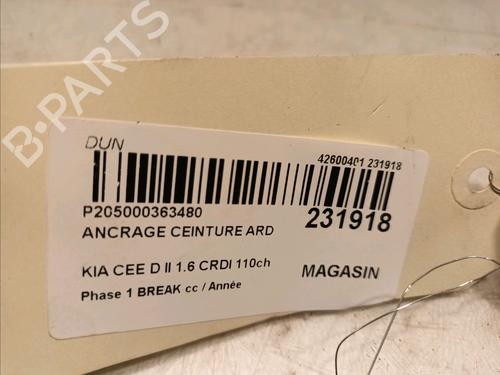 B-PARTS
DUN
42600401 231918
P205000363480
231918
ANCRAGE CEINTURE ARD
KIA CEE D II 1.6 CRDI 110ch
MAGASIN
Phase 1 BREAK cc / Année